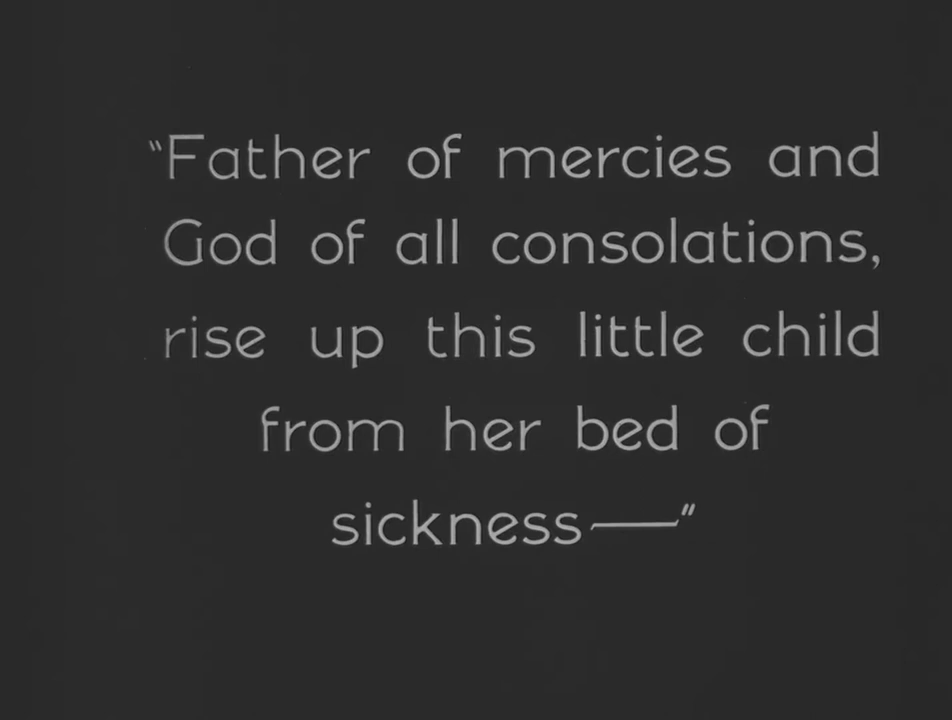 “Father of mercies and
God of all consolations,
rise up this little child
from her bed of
sickness—”